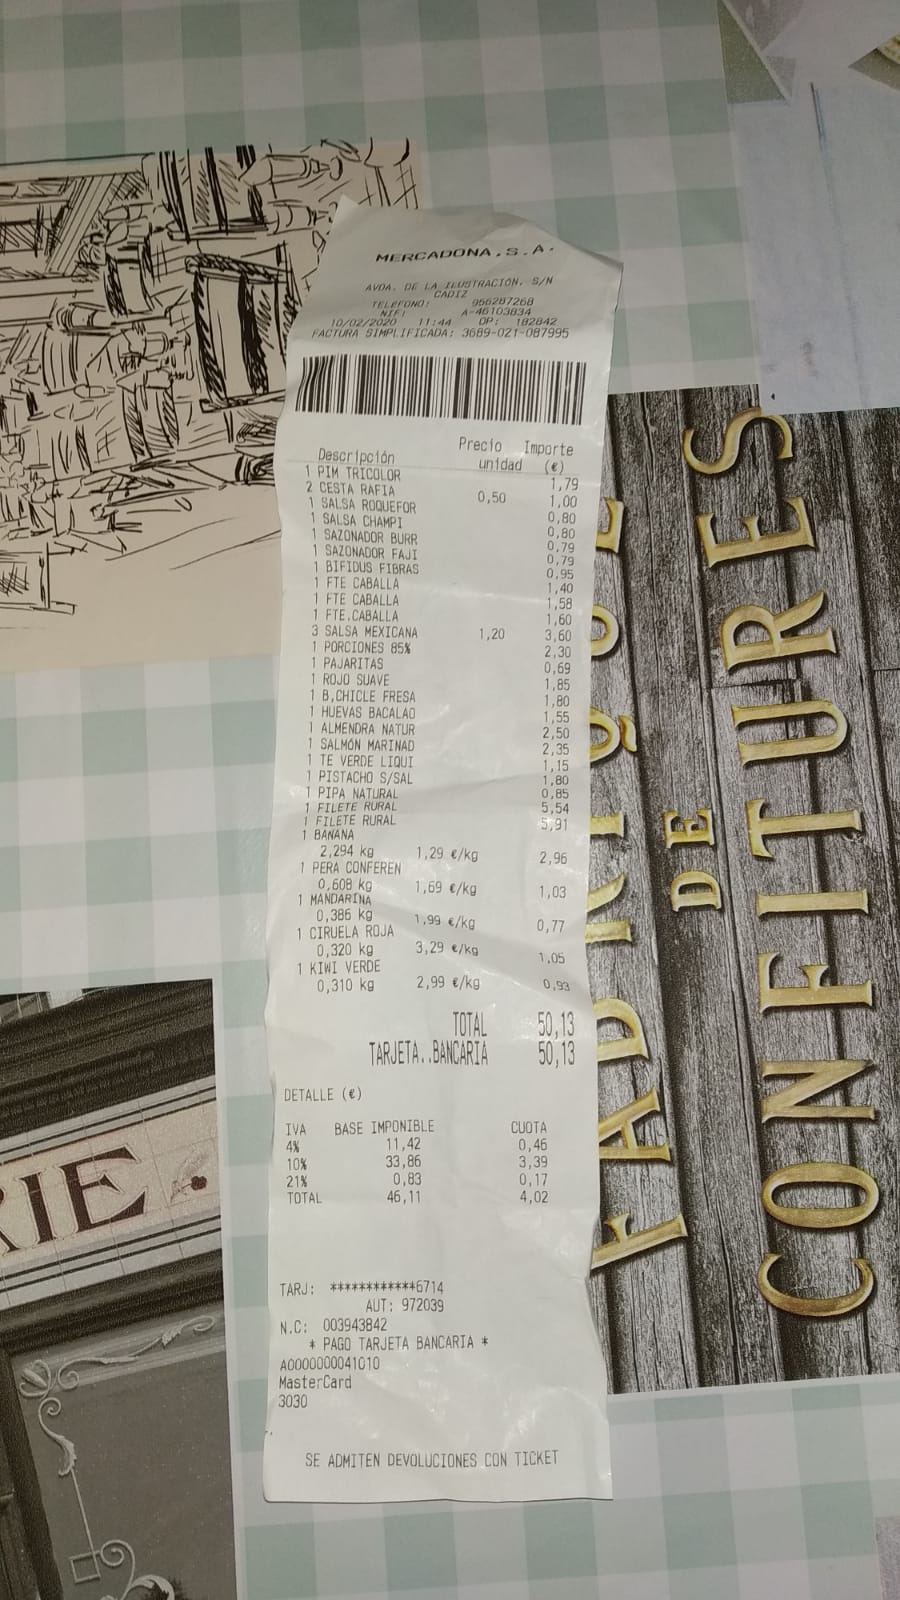 MERCADONA,S.A.
AVDA. DE LA ILUSTRACIÓN, S/N
CADIZ
TELEFONO: 956287268
NIF: A-46103834
10/02/2020 11:44 OP: 182842
FACTURA SIMPLIFICADA: 3689-021-087995
Descripción Precio unidad Importe (€)
1 PIM TRICOLOR 1,79
2 CESTA RAFIA 0,50 1,00
1 SALSA ROQUEFOR 0,80
1 SALSA CHAMPI 0,80
1 SAZONADOR BURR 0,79
1 SAZONADOR FAJI 0,79
1 BIFIDUS FIBRAS 0,95
1 FTE CABALLA 1,40
1 FTE CABALLA 1,58
1 FTE.CABALLA 1,60
3 SALSA MEXICANA 1,20 3,60
1 PORCIONES 85% 2,30
1 PAJARITAS 0,69
1 ROJO SUAVE 1,85
1 B,CHICLE FRESA 1,80
1 HUEVAS BACALAO 1,55
1 ALMENDRA NATUR 2,50
1 SALMÓN MARINAD 2,35
1 TE VERDE LIQUI 1,15
1 PISTACHO S/SAL 1,80
1 PIPA NATURAL 0,85
1 FILETE RURAL 5,54
1 FILETE RURAL 5,91
1 BANANA
2,294 kg 1,29 €/kg 2,96
1 PERA CONFEREN
0,608 kg 1,69 €/kg 1,03
1 MANDARINA
0,386 kg 1,99 €/kg 0,77
1 CIRUELA ROJA
0,320 kg 3,29 €/kg 1,05
1 KIWI VERDE
0,310 kg 2,99 €/kg 0,93
TOTAL 50,13
TARJETA..BANCARIA 50,13
DETALLE (€)
IVA BASE IMPONIBLE CUOTA
4% 11,42 0,46
10% 33,86 3,39
21% 0,83 0,17
TOTAL 46,11 4,02
TARJ: ************6714
AUT: 972039
N.C: 003943842
* PAGO TARJETA BANCARIA *
A0000000041010
MasterCard
3030
SE ADMITEN DEVOLUCIONES CON TICKET
DE
CONFITURES
RIE.